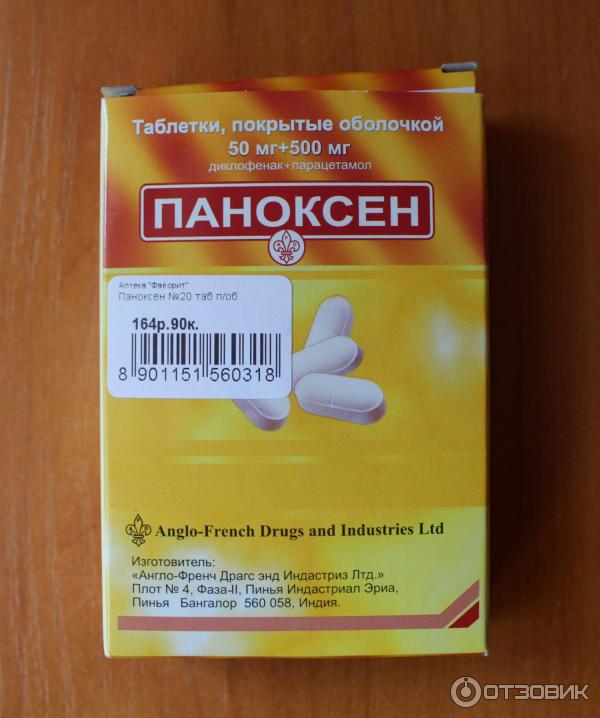 Таблетки, покрытые оболочкой
50 мг+500 мг
диклофенак+парацетамол
ПАНОКСЕН
Аптека "Фаворит"
Паноксен №20 таб п/об
164р.90к.
8 901151 560318
Anglo-French Drugs and Industries Ltd
Изготовитель:
«Англо-Френч Драгс энд Индастриз Лтд.»
Плот № 4, Фаза-II, Пинья Индастриал Эриа,
Пинья Бангалор 560 058, Индия.
ОТЗОВИК